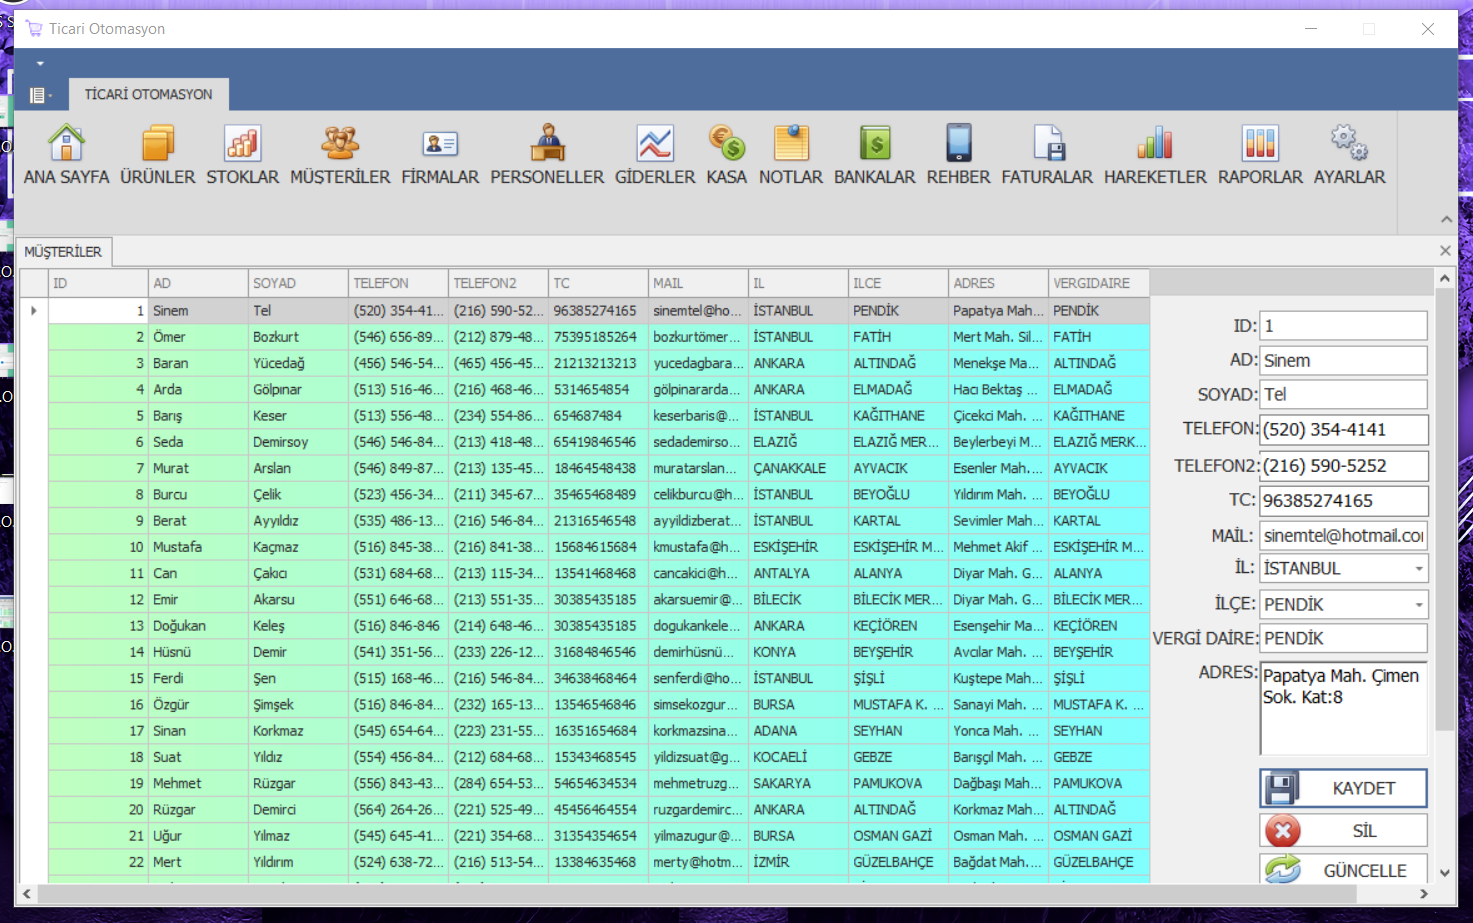 Ticari Otomasyon
TİCARİ OTOMASYON
ANA SAYFA ÜRÜNLER STOKLAR MÜŞTERİLER FİRMALAR PERSONELLER GİDERLER KASA NOTLAR BANKALAR REHBER FATURALAR HAREKETLER RAPORLAR AYARLAR
MÜŞTERİLER
ID AD SOYAD TELEFON TELEFON2 TC MAIL IL ILCE ADRES VERGIDAIRE
1 Sinem Tel (520) 354-41... (216) 590-52... 96385274165 sinemtel@ho... İSTANBUL PENDİK Papatya Mah... PENDİK
2 Ömer Bozkurt (546) 656-89... (212) 879-48... 75395185264 bozkurtömer... İSTANBUL FATİH Mert Mah. Sil... FATİH
3 Baran Yücedağ (456) 546-54... (465) 456-45... 21213213213 yucedagbara... ANKARA ALTINDAĞ Menekşe Ma... ALTINDAĞ
4 Arda Gölpınar (513) 516-46... (216) 468-46... 5314654854 gölpinararda... ANKARA ELMADAĞ Hacı Bektaş ... ELMADAĞ
5 Barış Keser (513) 556-48... (234) 554-86... 654687484 keserbaris@... İSTANBUL KAĞITHANE Çicekci Mah. ... KAĞITHANE
6 Seda Demirsoy (546) 546-84... (213) 418-48... 65419846546 sedademirso... ELAZIĞ ELAZIĞ MER... Beylerbeyi M... ELAZIĞ MERK...
7 Murat Arslan (546) 849-87... (213) 135-45... 18464548438 muratarslan... ÇANAKKALE AYVACIK Esenler Mah.... AYVACIK
8 Burcu Çelik (523) 456-34... (211) 345-67... 35465468489 celikburcu@h... İSTANBUL BEYOĞLU Yıldırım Mah. ... BEYOĞLU
9 Berat Ayyıldız (535) 486-13... (216) 546-84... 21316546548 ayyildizberat... İSTANBUL KARTAL Sevimler Mah... KARTAL
10 Mustafa Kaçmaz (516) 845-38... (216) 841-38... 15684615684 kmustafa@h... ESKİŞEHİR ESKİŞEHİR M... Mehmet Akif ... ESKİŞEHİR M...
11 Can Çakıcı (531) 684-68... (213) 115-34... 13541468468 cancakici@h... ANTALYA ALANYA Diyar Mah. G... ALANYA
12 Emir Akarsu (551) 646-68... (213) 551-35... 30385435185 akarsuemir@... BİLECİK BİLECİK MER... Diyar Mah. G... BİLECİK MER...
13 Doğukan Keleş (516) 846-846 (214) 648-46... 30385435185 dogukankele... ANKARA KEÇİÖREN Esenşehir Ma... KEÇİÖREN
14 Hüsnü Demir (541) 351-56... (233) 226-12... 31684846546 demirhüsnü... KONYA BEYŞEHİR Avcılar Mah. ... BEYŞEHİR
15 Ferdi Şen (515) 168-46... (216) 546-84... 34638468464 senferdi@ho... İSTANBUL ŞİŞLİ Kuştepe Mah... ŞİŞLİ
16 Özgür Şimşek (516) 846-84... (232) 165-13... 13546546846 simsekozgur... BURSA MUSTAFA K. ... Sanayi Mah. ... MUSTAFA K. ...
17 Sinan Korkmaz (545) 654-64... (223) 231-55... 16351654684 korkmazsina... ADANA SEYHAN Yonca Mah. ... SEYHAN
18 Suat Yıldız (554) 456-84... (212) 684-68... 15343468545 yildizsuat@g... KOCAELİ GEBZE Barışçıl Mah. ... GEBZE
19 Mehmet Rüzgar (556) 843-43... (284) 654-53... 54654634534 mehmetruzg... SAKARYA PAMUKOVA Dağbaşı Mah... PAMUKOVA
20 Rüzgar Demirci (564) 264-26... (221) 525-49... 45456464554 ruzgardemirc... ANKARA ALTINDAĞ Korkmaz Mah... ALTINDAĞ
21 Uğur Yılmaz (545) 645-41... (221) 354-68... 31354354654 yilmazugur@... BURSA OSMAN GAZİ Osman Mah. ... OSMAN GAZİ
22 Mert Yıldırım (524) 638-72... (216) 513-54... 13384635468 merty@hotm... İZMİR GÜZELBAHÇE Bağdat Mah.... GÜZELBAHÇE
ID: 1
AD: Sinem
SOYAD: Tel
TELEFON: (520) 354-4141
TELEFON2: (216) 590-5252
TC: 96385274165
MAİL: sinemtel@hotmail.co
İL: İSTANBUL
İLÇE: PENDİK
VERGİ DAİRE: PENDİK
ADRES: Papatya Mah. Çimen
Sok. Kat:8
KAYDET
SİL
GÜNCELLE